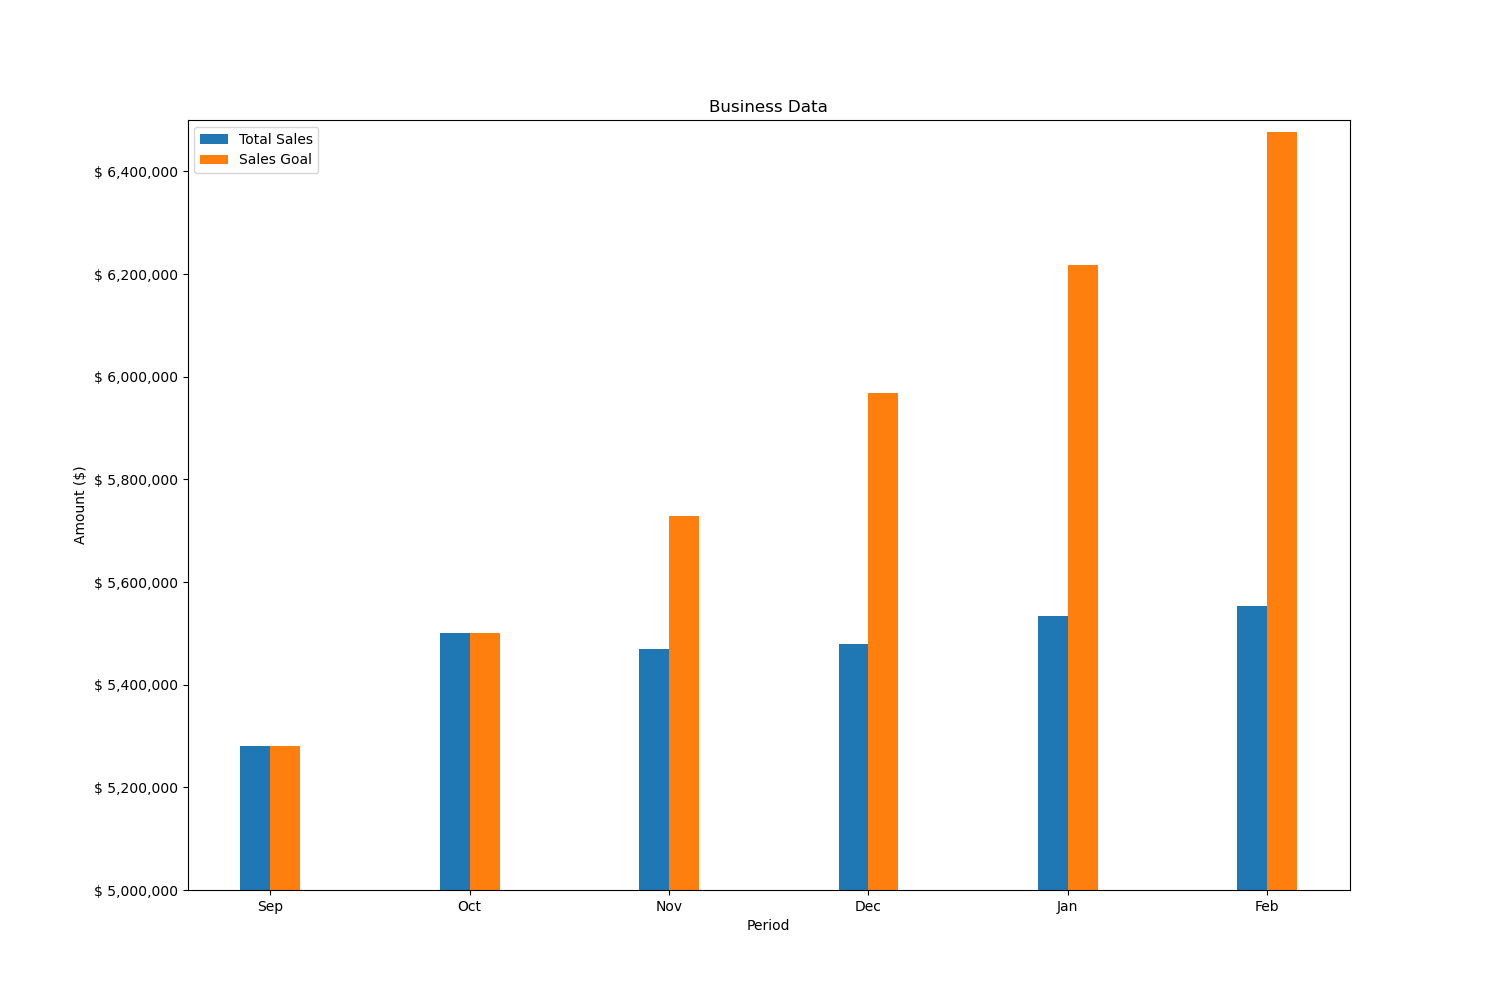 Business Data
Total Sales
Sales Goal
$ 6,400,000
$ 6,200,000
$ 6,000,000
$ 5,800,000
$ 5,600,000
$ 5,400,000
$ 5,200,000
$ 5,000,000
Amount ($)
Sep Oct Nov Dec Jan Feb
Period